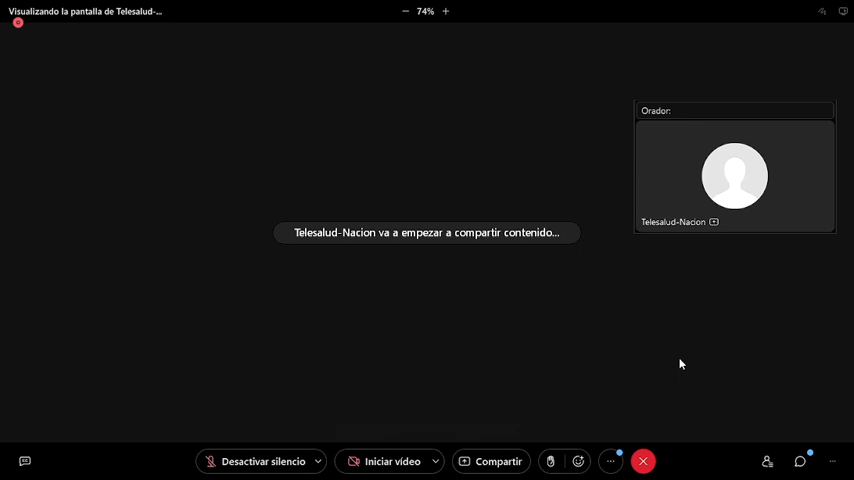 Visualizando la pantalla de Telesalud-...
74%
Orador:
Telesalud-Nacion
Telesalud-Nacion va a empezar a compartir contenido...
Desactivar silencio
Iniciar vídeo
Compartir